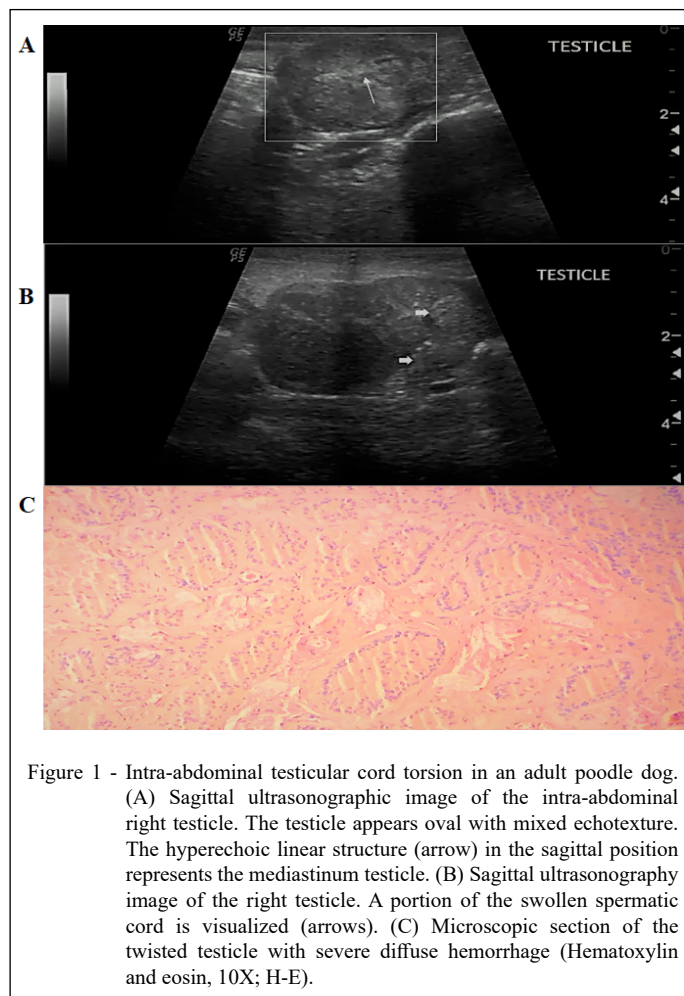 A
GE
PS
TESTICLE
0
2
4
B
GE
PS
TESTICLE
0
2
4
C
Figure 1 - Intra-abdominal testicular cord torsion in an adult poodle dog.
(A) Sagittal ultrasonographic image of the intra-abdominal
right testicle. The testicle appears oval with mixed echotexture.
The hyperechoic linear structure (arrow) in the sagittal position
represents the mediastinum testicle. (B) Sagittal ultrasonography
image of the right testicle. A portion of the swollen spermatic
cord is visualized (arrows). (C) Microscopic section of the
twisted testicle with severe diffuse hemorrhage (Hematoxylin
and eosin, 10X; H-E).